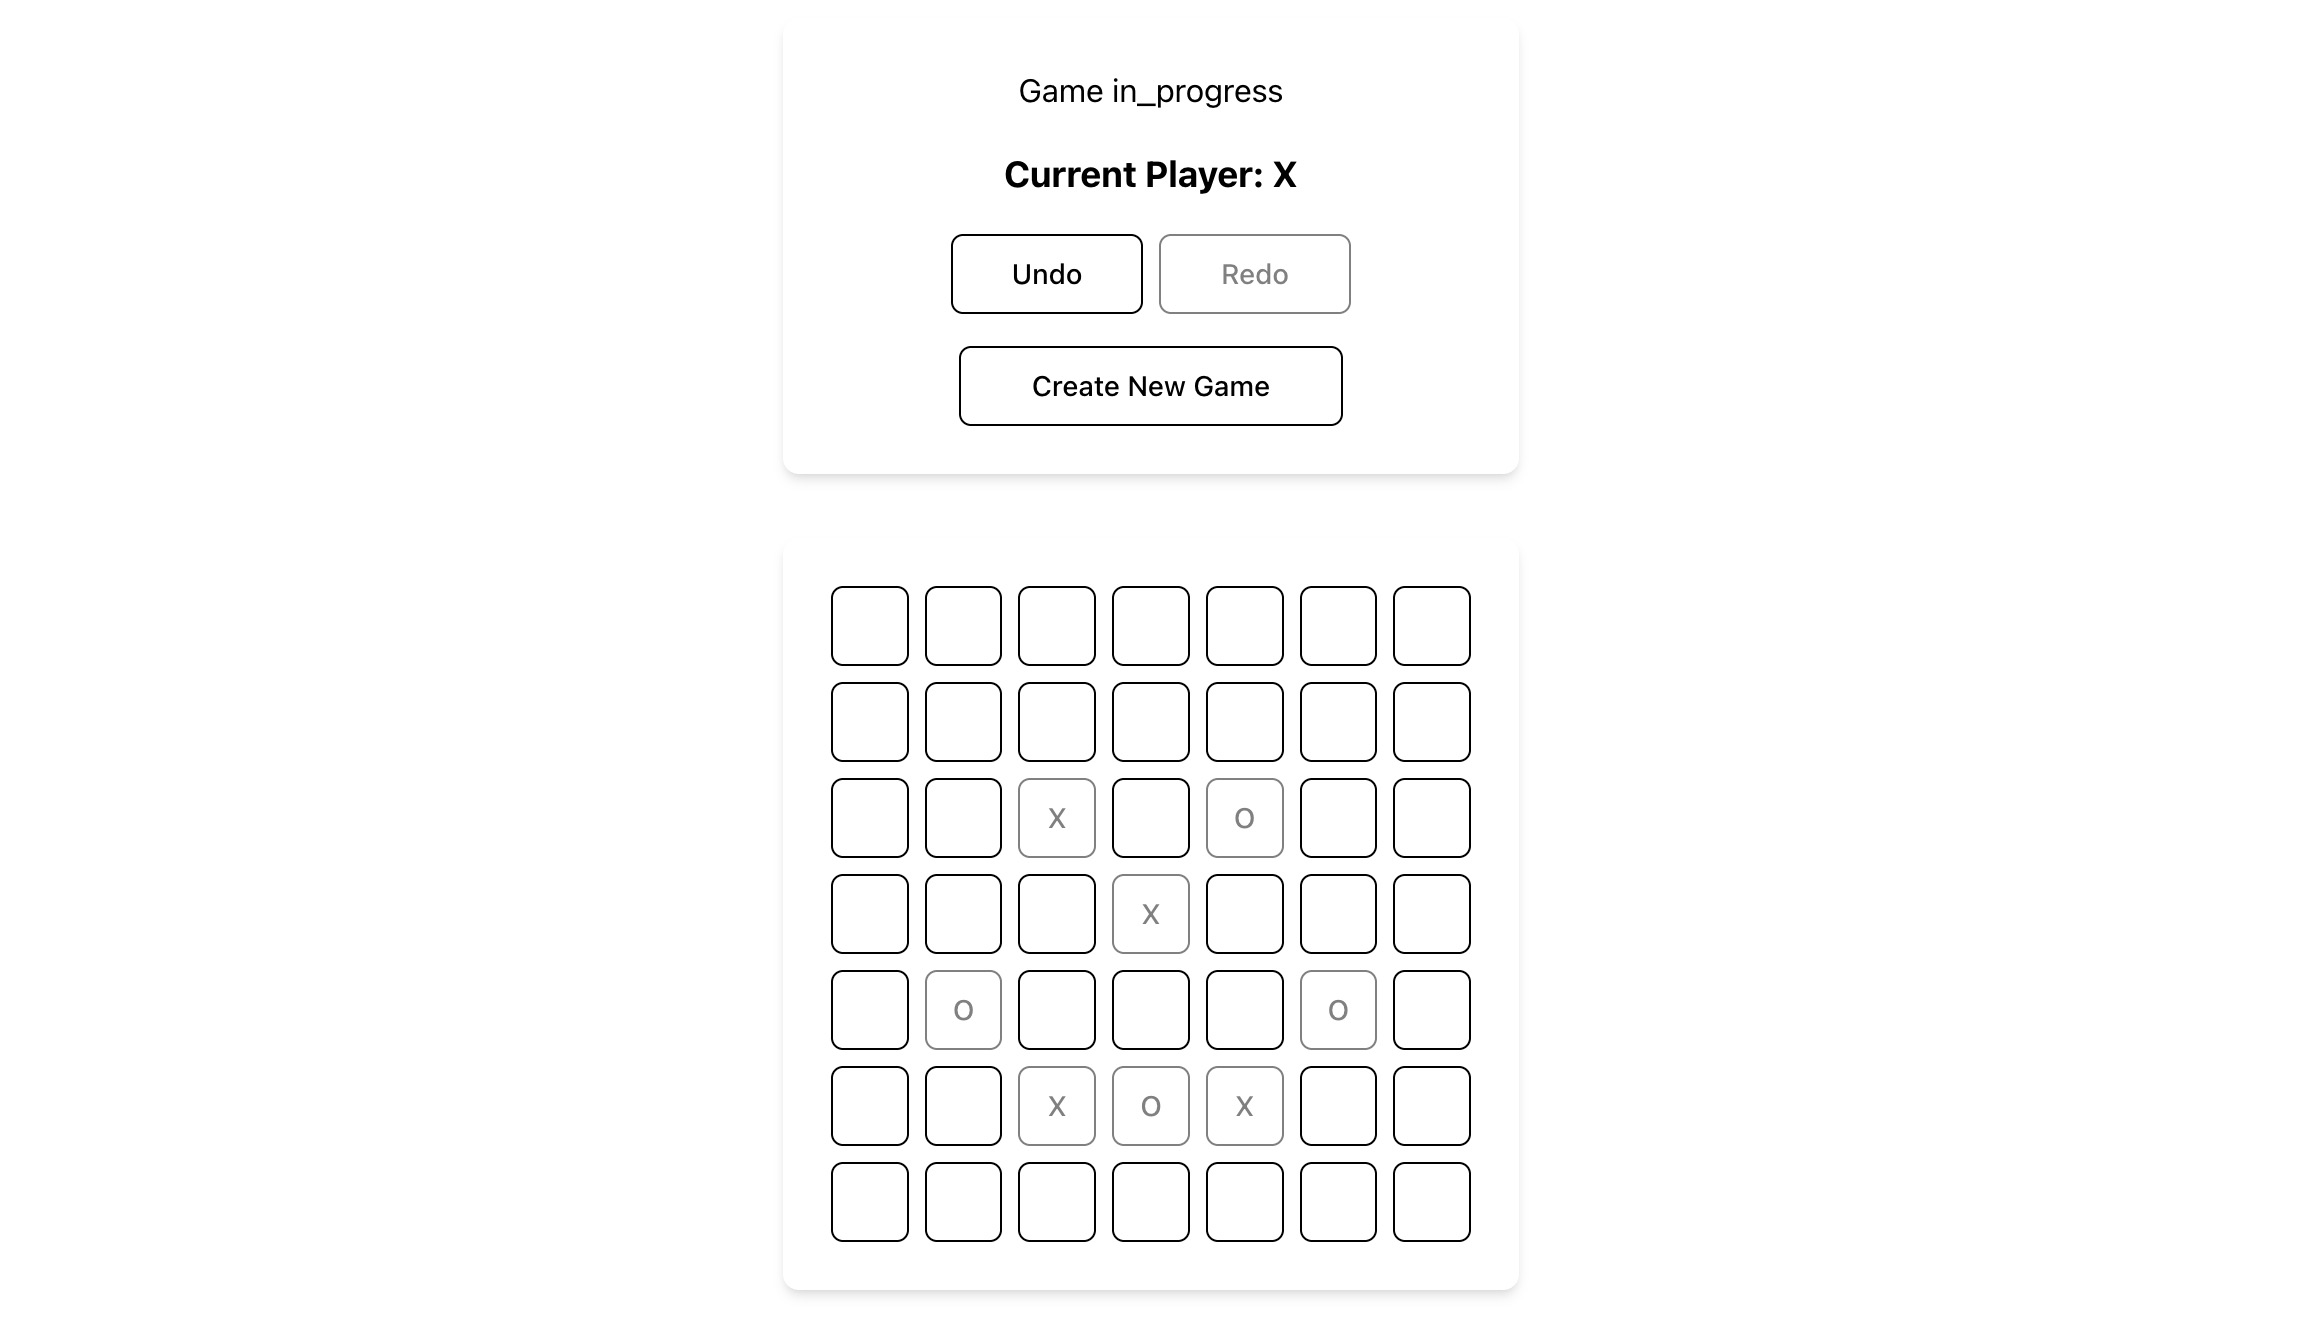 Game in_progress
Current Player: X
Undo Redo
Create New Game
X O
X
O O
X O X